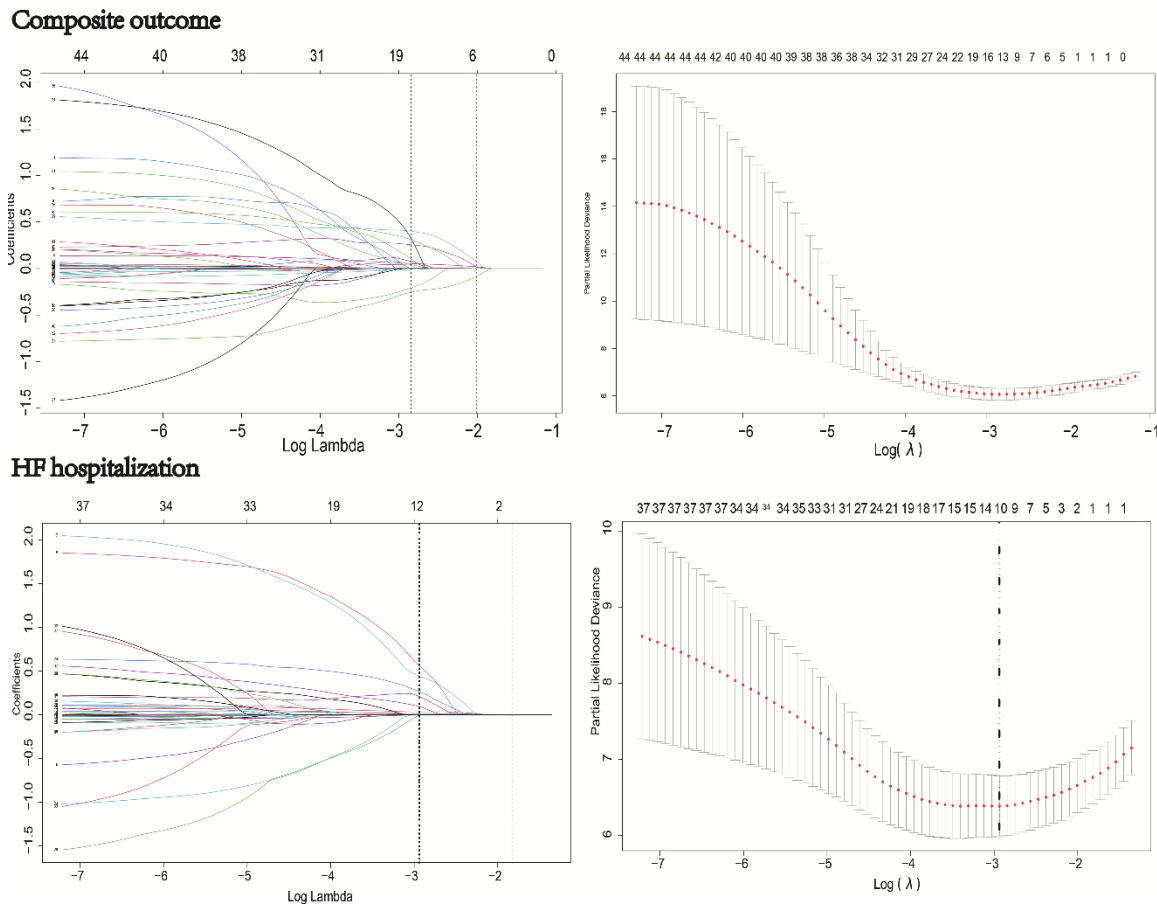 Composite outcome
44 40 38 31 19 6 0
44 44 44 44 44 42 40 40 40 40 39 38 38 36 38 34 32 31 29 27 24 22 19 16 13 9 7 6 5 1 1 1 0
Coefficients
2.0
1.5
1.0
0.5
0.0
−0.5
−1.0
−1.5
−7 −6 −5 −4 −3 −2 −1
Log Lambda
Partial Likelihood Deviance
18
14
10
8
6
−7 −6 −5 −4 −3 −2 −1
Log( λ )
HF hospitalization
37 34 33 19 12 2
37 37 37 37 37 37 34 34 34 34 35 33 31 31 27 24 21 19 18 17 15 15 14 10 9 7 5 3 2 1 1 1
Coefficients
2.0
1.5
1.0
0.5
0.0
−0.5
−1.0
−1.5
−7 −6 −5 −4 −3 −2
Log Lambda
Partial Likelihood Deviance
10
9
8
7
6
−7 −6 −5 −4 −3 −2
Log ( λ )